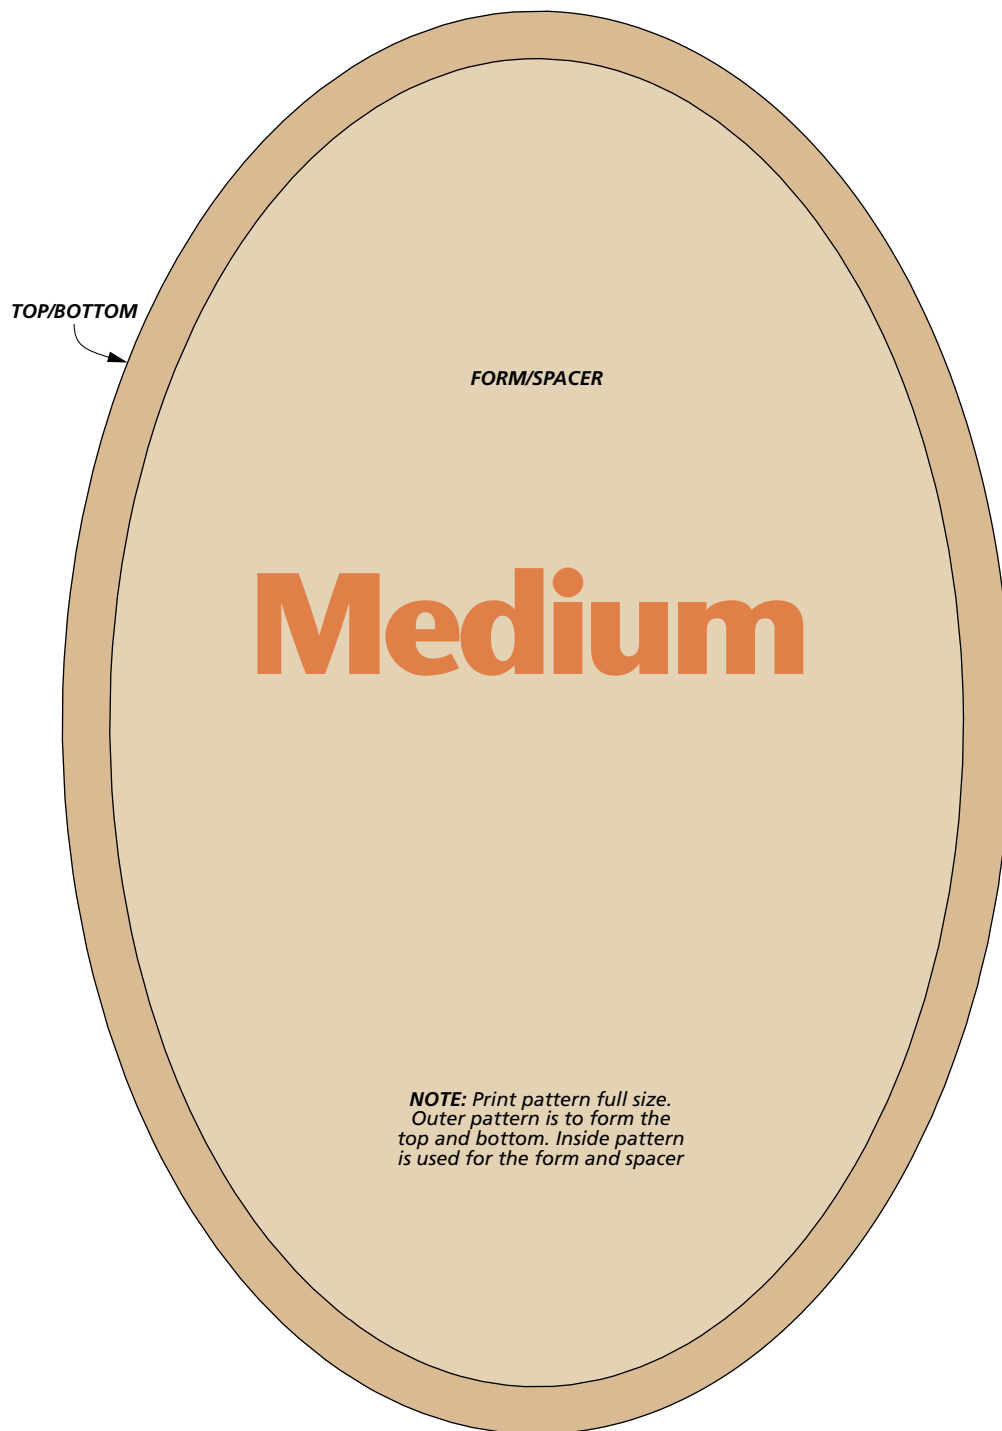 TOP/BOTTOM
FORM/SPACER
Medium
NOTE: Print pattern full size.
Outer pattern is to form the
top and bottom. Inside pattern
is used for the form and spacer